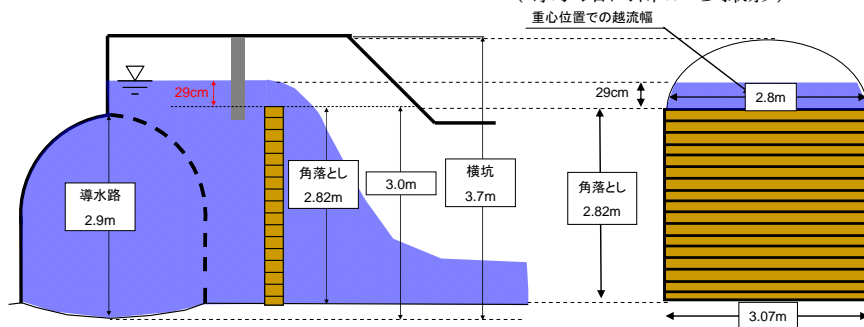 重心位置での越流幅
29cm
29cm
2.8m
導水路
2.9m
角落とし
2.82m
3.0m
横坑
3.7m
角落とし
2.82m
3.07m